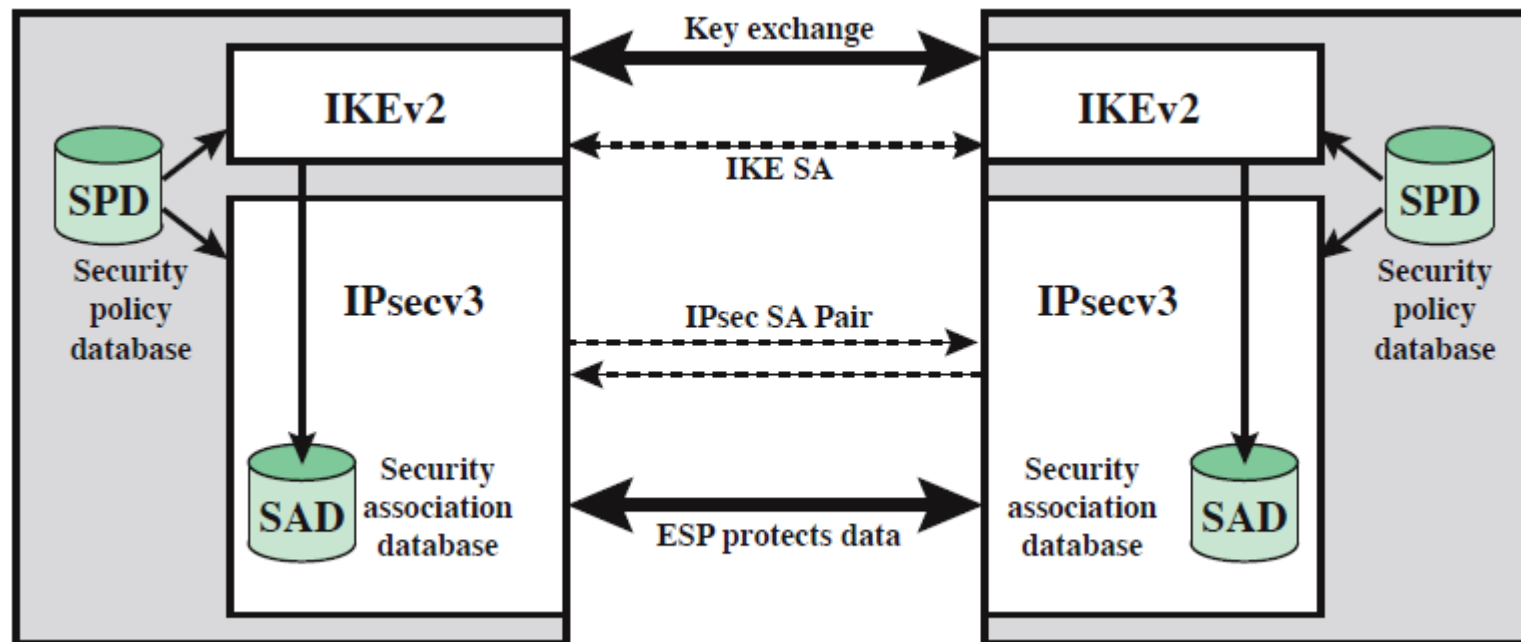 Key exchange
IKEv2
IKEv2
IKE SA
SPD
Security
policy
database
SPD
Security
policy
database
IPsecv3
IPsec SA Pair
IPsecv3
SAD
Security
association
database
ESP protects data
Security
association
database
SAD